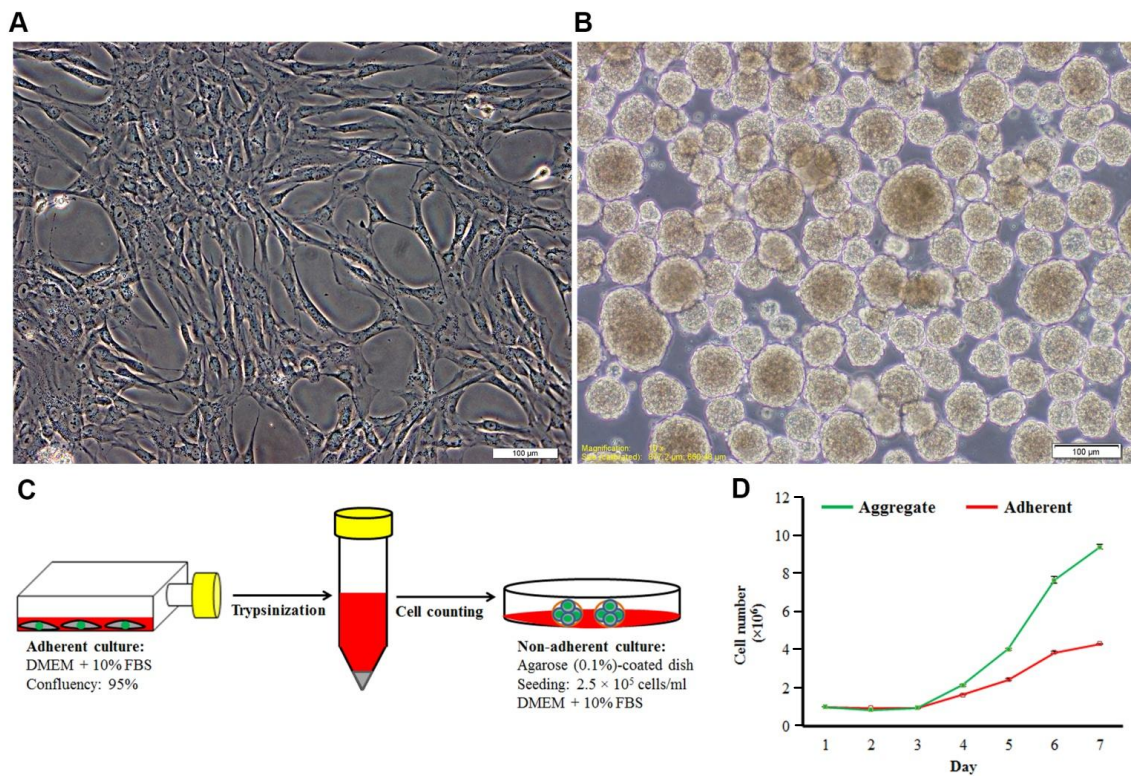 A
B
100 µm
Magnification: 10 x
100 µm
C
Trypsinization
Cell counting
Adherent culture:
DMEM + 10% FBS
Confluency: 95%
Non-adherent culture:
Agarose (0.1%)-coated dish
Seeding: 2.5 × 10⁵ cells/ml
DMEM + 10% FBS
D
Aggregate
Adherent
Cell number
(×10⁶)
12
10
8
6
4
2
0
1 2 3 4 5 6 7
Day